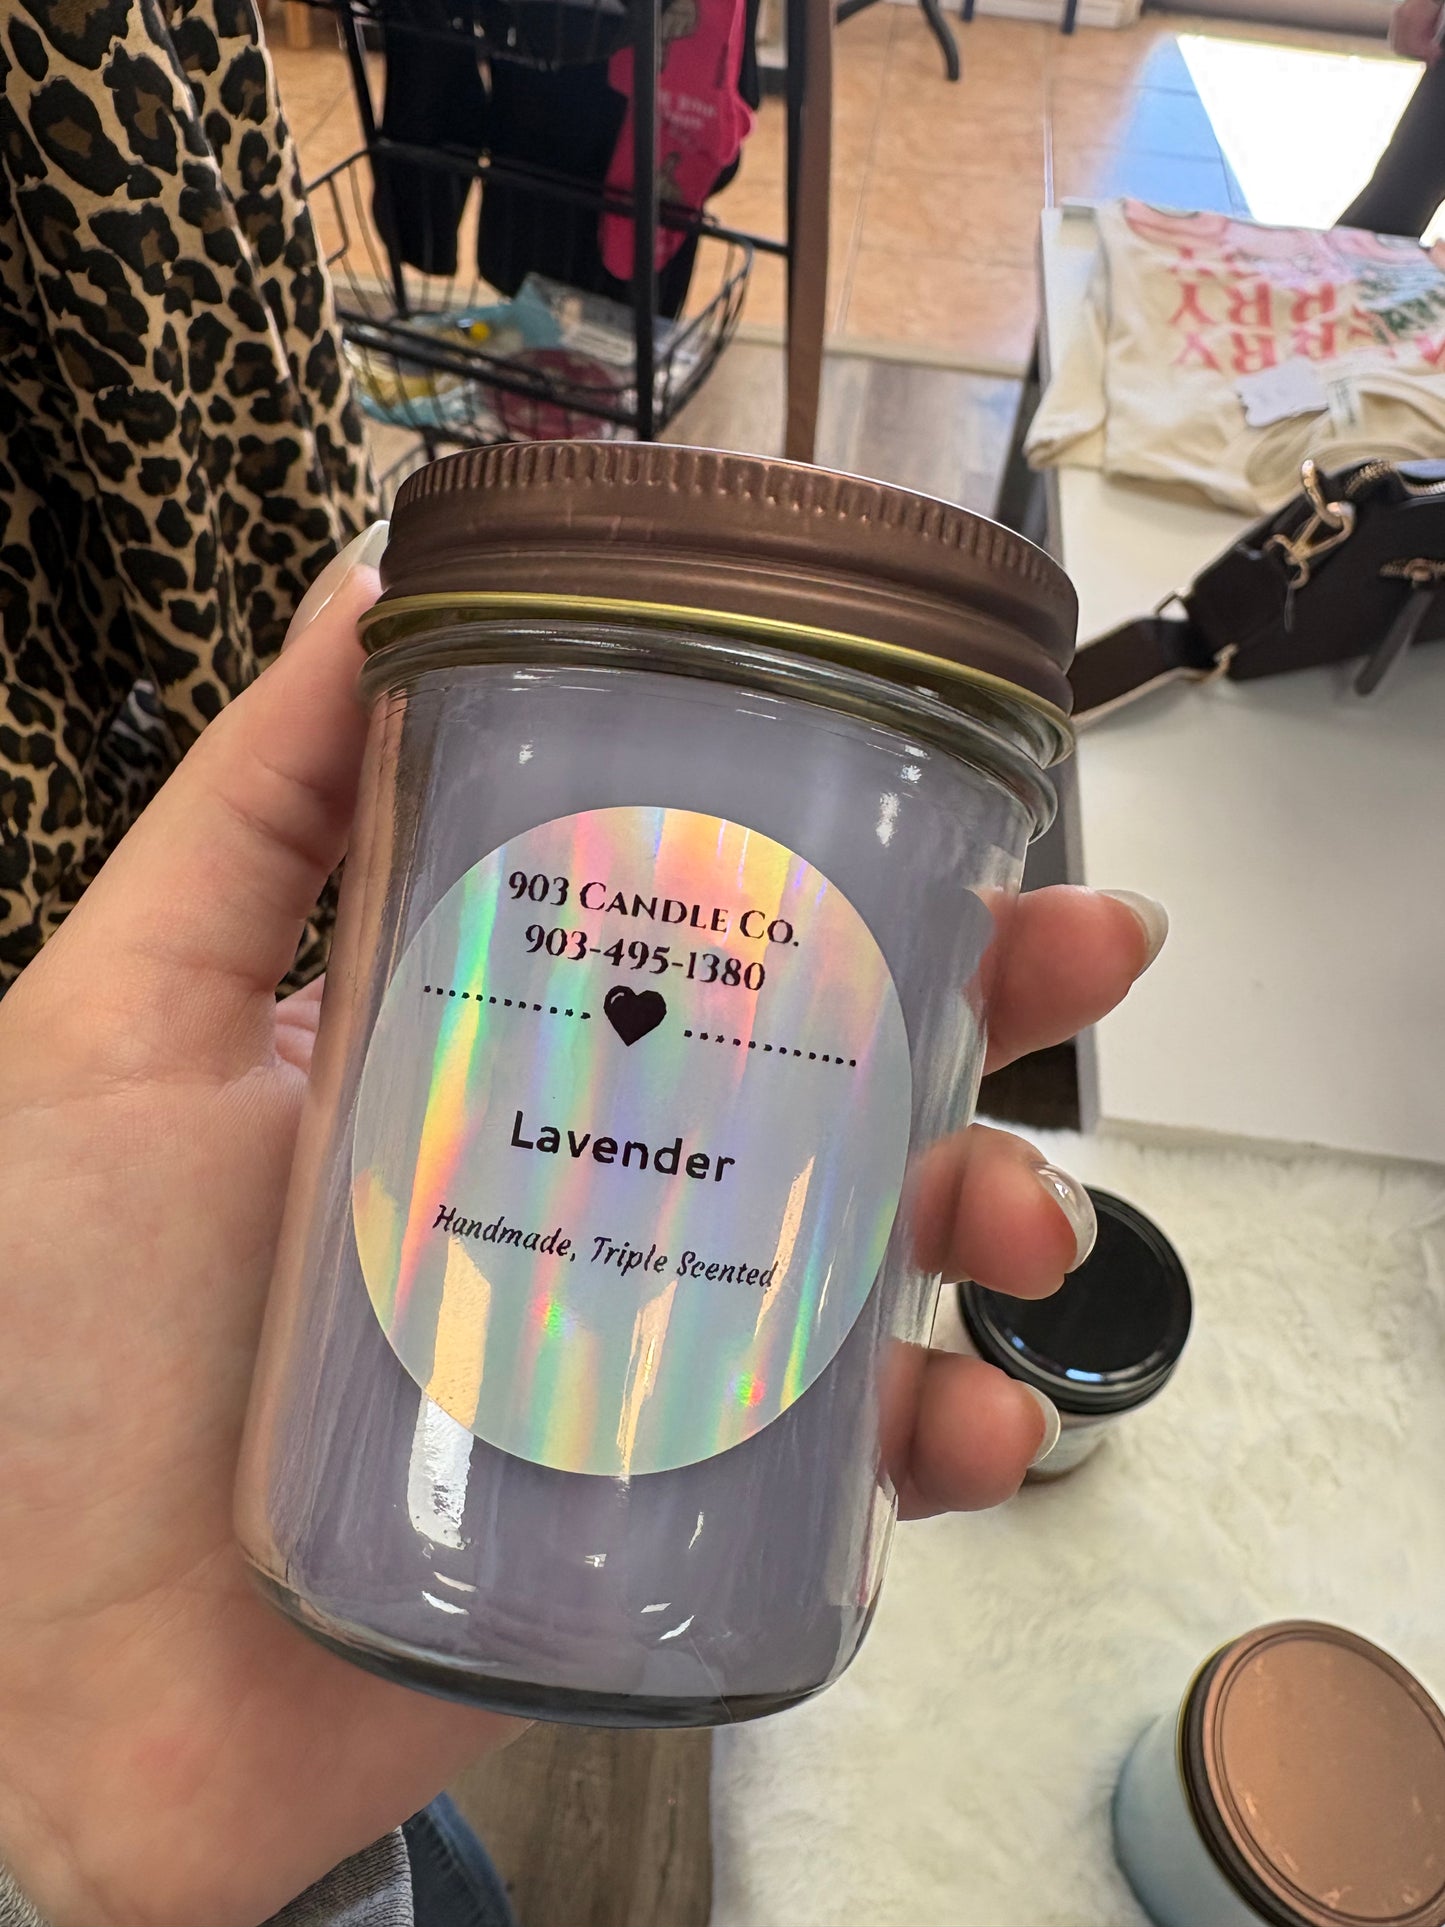 903 Candle Co.
903-495-1380
Lavender
Handmade, Triple Scented